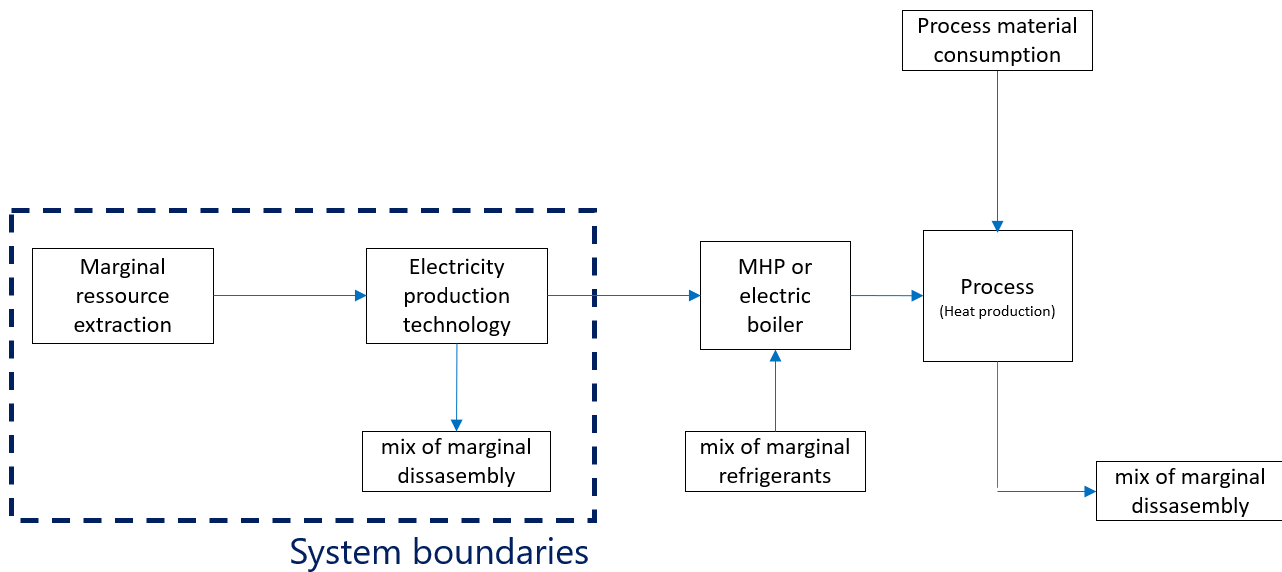 Process material
consumption
Marginal
ressource
extraction
Electricity
production
technology
MHP or
electric
boiler
Process
(Heat production)
mix of marginal
dissasembly
mix of marginal
refrigerants
mix of marginal
dissasembly
System boundaries